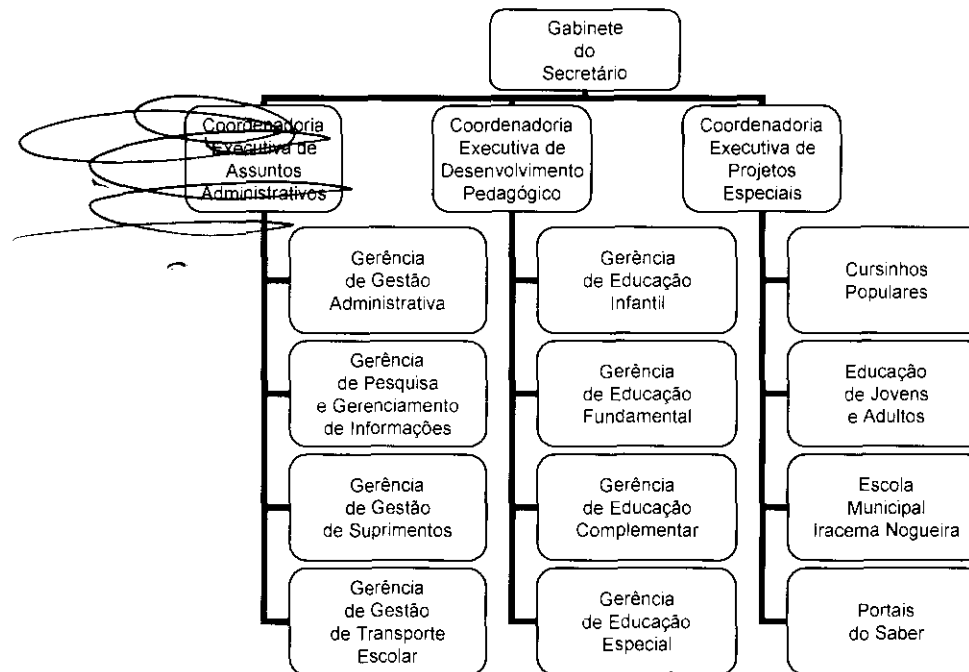 Gabinete
do
Secretário
Coordenadoria
Executiva de
Assuntos
Administrativos
Coordenadoria
Executiva de
Desenvolvimento
Pedagógico
Coordenadoria
Executiva de
Projetos
Especiais
Gerência
de Gestão
Administrativa
Gerência
de Educação
Infantil
Cursinhos
Populares
Gerência
de Pesquisa
e Gerenciamento
de Informações
Gerência
de Educação
Fundamental
Educação
de Jovens
e Adultos
Gerência
de Gestão
de Suprimentos
Gerência
de Educação
Complementar
Escola
Municipal
Iracema Nogueira
Gerência
de Gestão
de Transporte
Escolar
Gerência
de Educação
Especial
Portais
do Saber